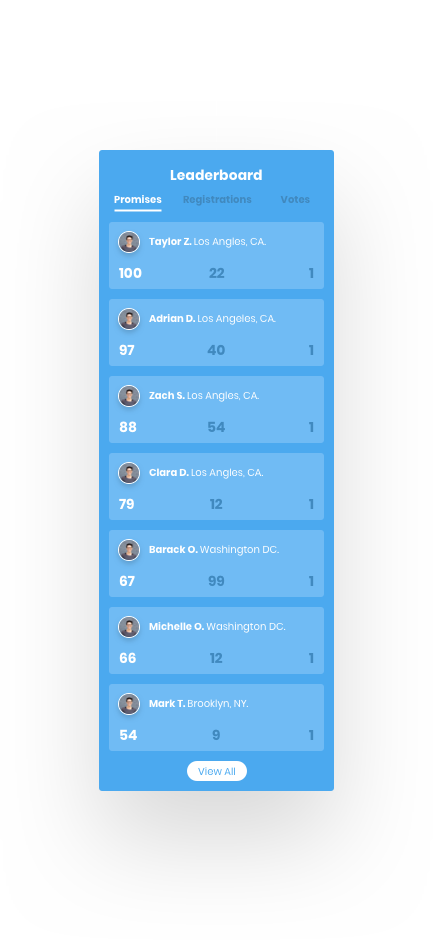 Leaderboard
Promises Registrations Votes
Taylor Z. Los Angles, CA.
100 22 1
Adrian D. Los Angeles, CA.
97 40 1
Zach S. Los Angles, CA.
88 54 1
Clara D. Los Angles, CA.
79 12 1
Barack O. Washington DC.
67 99 1
Michelle O. Washington DC.
66 12 1
Mark T. Brooklyn, NY.
54 9 1
View All